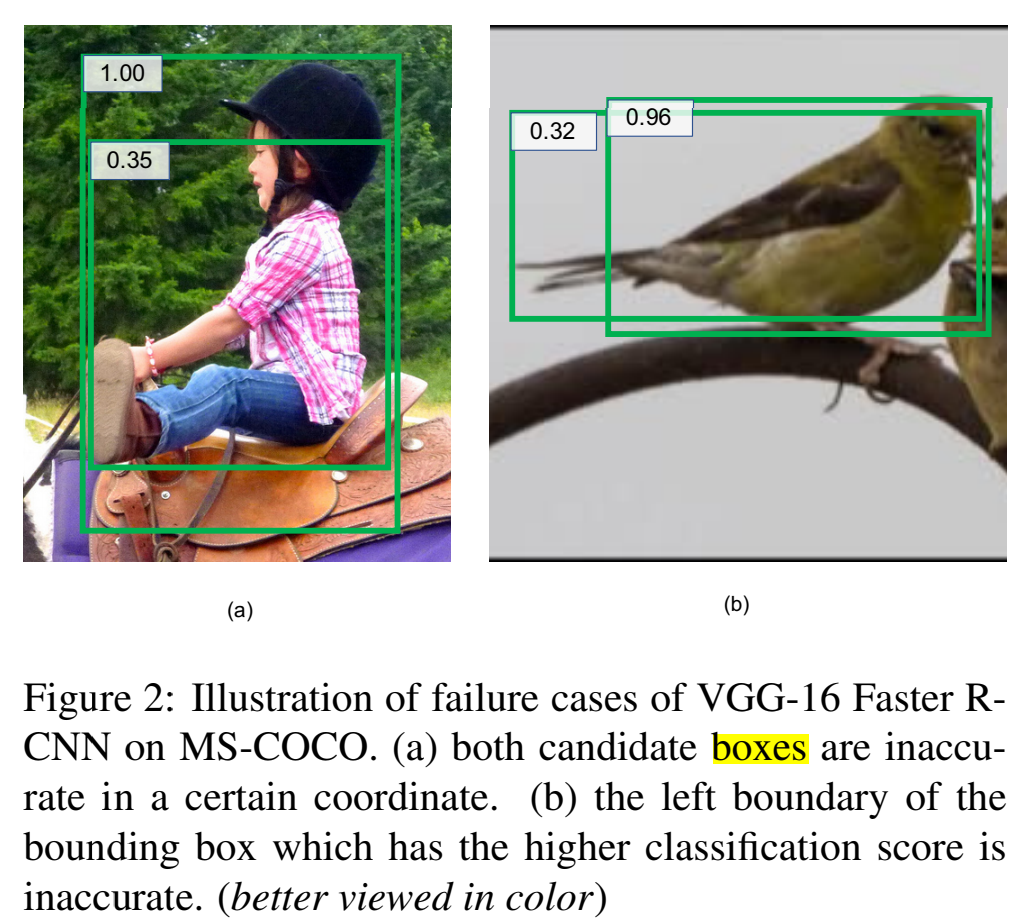 1.00
0.35
0.32
0.96
(a)
(b)
Figure 2: Illustration of failure cases of VGG-16 Faster R-
CNN on MS-COCO. (a) both candidate boxes are inaccu-
rate in a certain coordinate. (b) the left boundary of the
bounding box which has the higher classification score is
inaccurate. (better viewed in color)